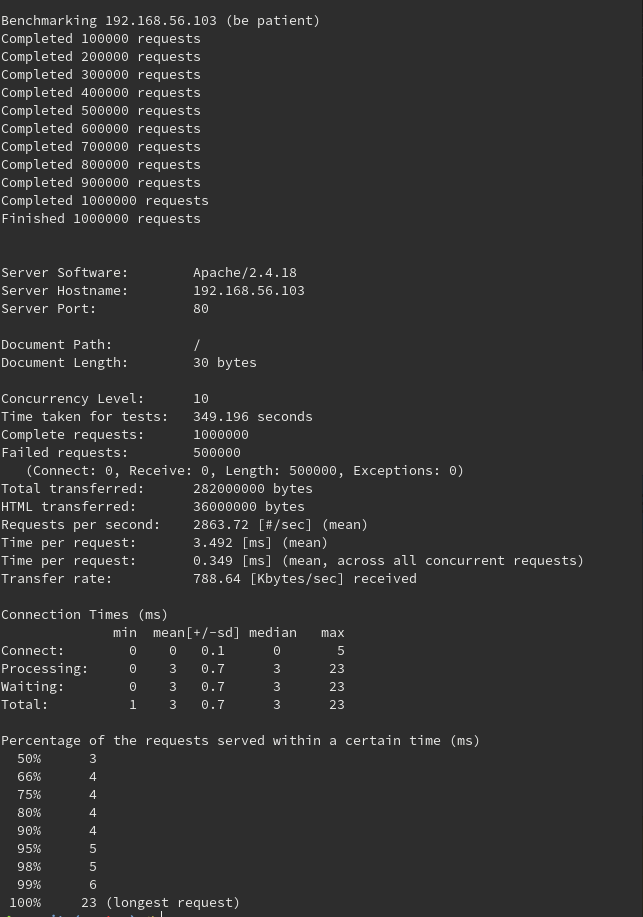 Benchmarking 192.168.56.103 (be patient)
Completed 100000 requests
Completed 200000 requests
Completed 300000 requests
Completed 400000 requests
Completed 500000 requests
Completed 600000 requests
Completed 700000 requests
Completed 800000 requests
Completed 900000 requests
Completed 1000000 requests
Finished 1000000 requests
Server Software:        Apache/2.4.18
Server Hostname:        192.168.56.103
Server Port:            80
Document Path:          /
Document Length:        30 bytes
Concurrency Level:      10
Time taken for tests:   349.196 seconds
Complete requests:      1000000
Failed requests:        500000
   (Connect: 0, Receive: 0, Length: 500000, Exceptions: 0)
Total transferred:      282000000 bytes
HTML transferred:       36000000 bytes
Requests per second:    2863.72 [#/sec] (mean)
Time per request:       3.492 [ms] (mean)
Time per request:       0.349 [ms] (mean, across all concurrent requests)
Transfer rate:          788.64 [Kbytes/sec] received
Connection Times (ms)
              min  mean[+/-sd] median   max
Connect:        0    0   0.1      0       5
Processing:     0    3   0.7      3      23
Waiting:        0    3   0.7      3      23
Total:          1    3   0.7      3      23
Percentage of the requests served within a certain time (ms)
  50%      3
  66%      4
  75%      4
  80%      4
  90%      4
  95%      5
  98%      5
  99%      6
 100%     23 (longest request)